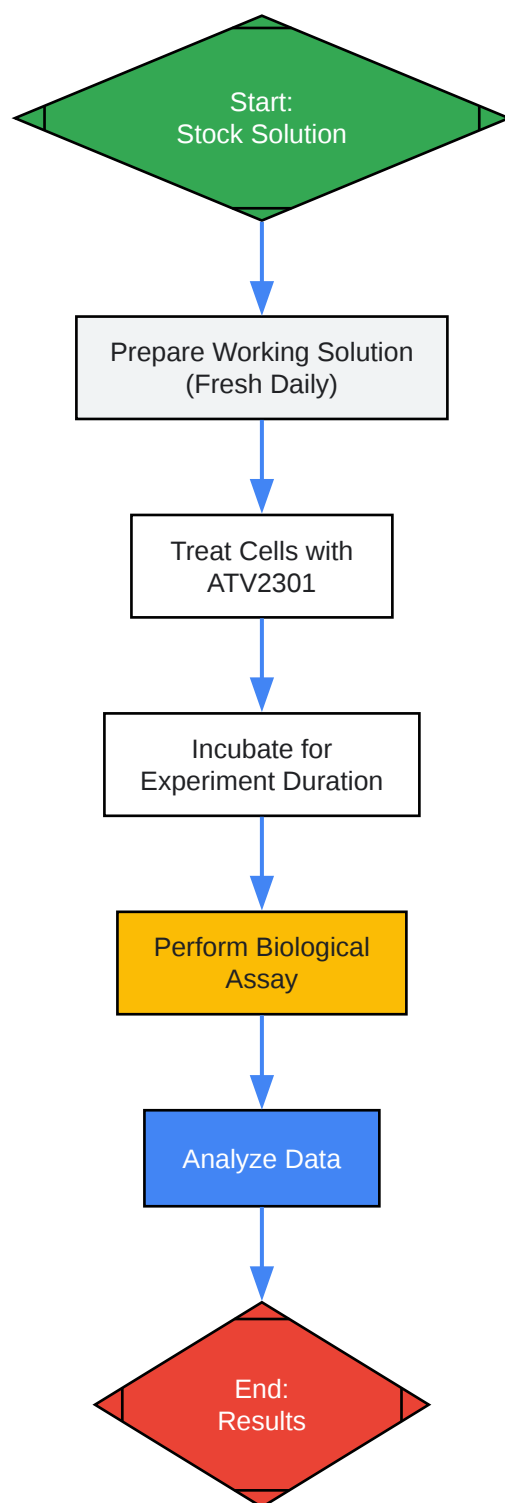 Start:
Stock Solution
Prepare Working Solution
(Fresh Daily)
Treat Cells with
ATV2301
Incubate for
Experiment Duration
Perform Biological
Assay
Analyze Data
End:
Results